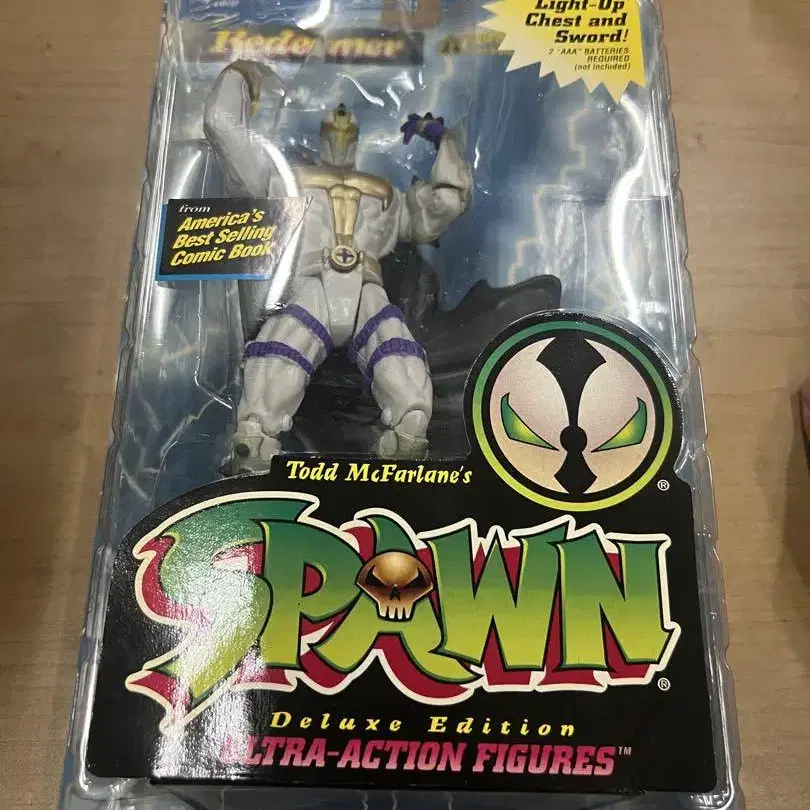 Light-Up
Chest and
Sword!
2 "AAA" BATTERIES
REQUIRED
(not included)
Redeemer
from
America's
Best Selling
Comic Book
Todd McFarlane's
®
SPAWN
®
Deluxe Edition
ULTRA-ACTION FIGURES™